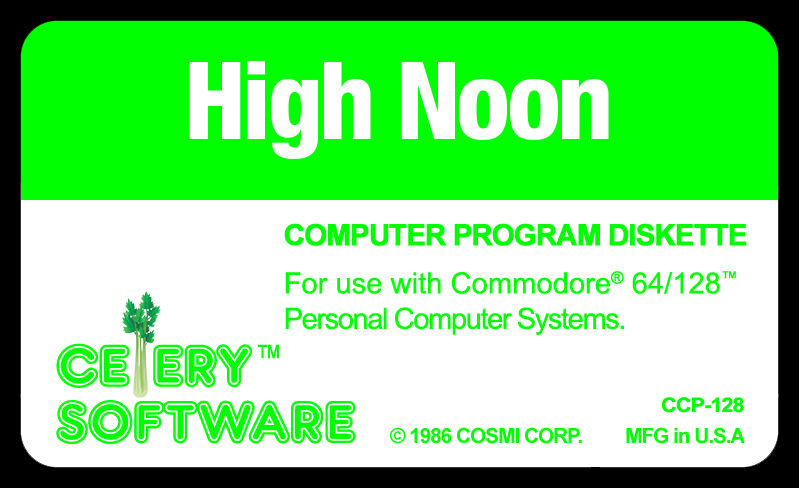 High Noon
COMPUTER PROGRAM DISKETTE
For use with Commodore® 64/128™
Personal Computer Systems.
CELERY™
SOFTWARE
CCP-128
© 1986 COSMI CORP. MFG in U.S.A